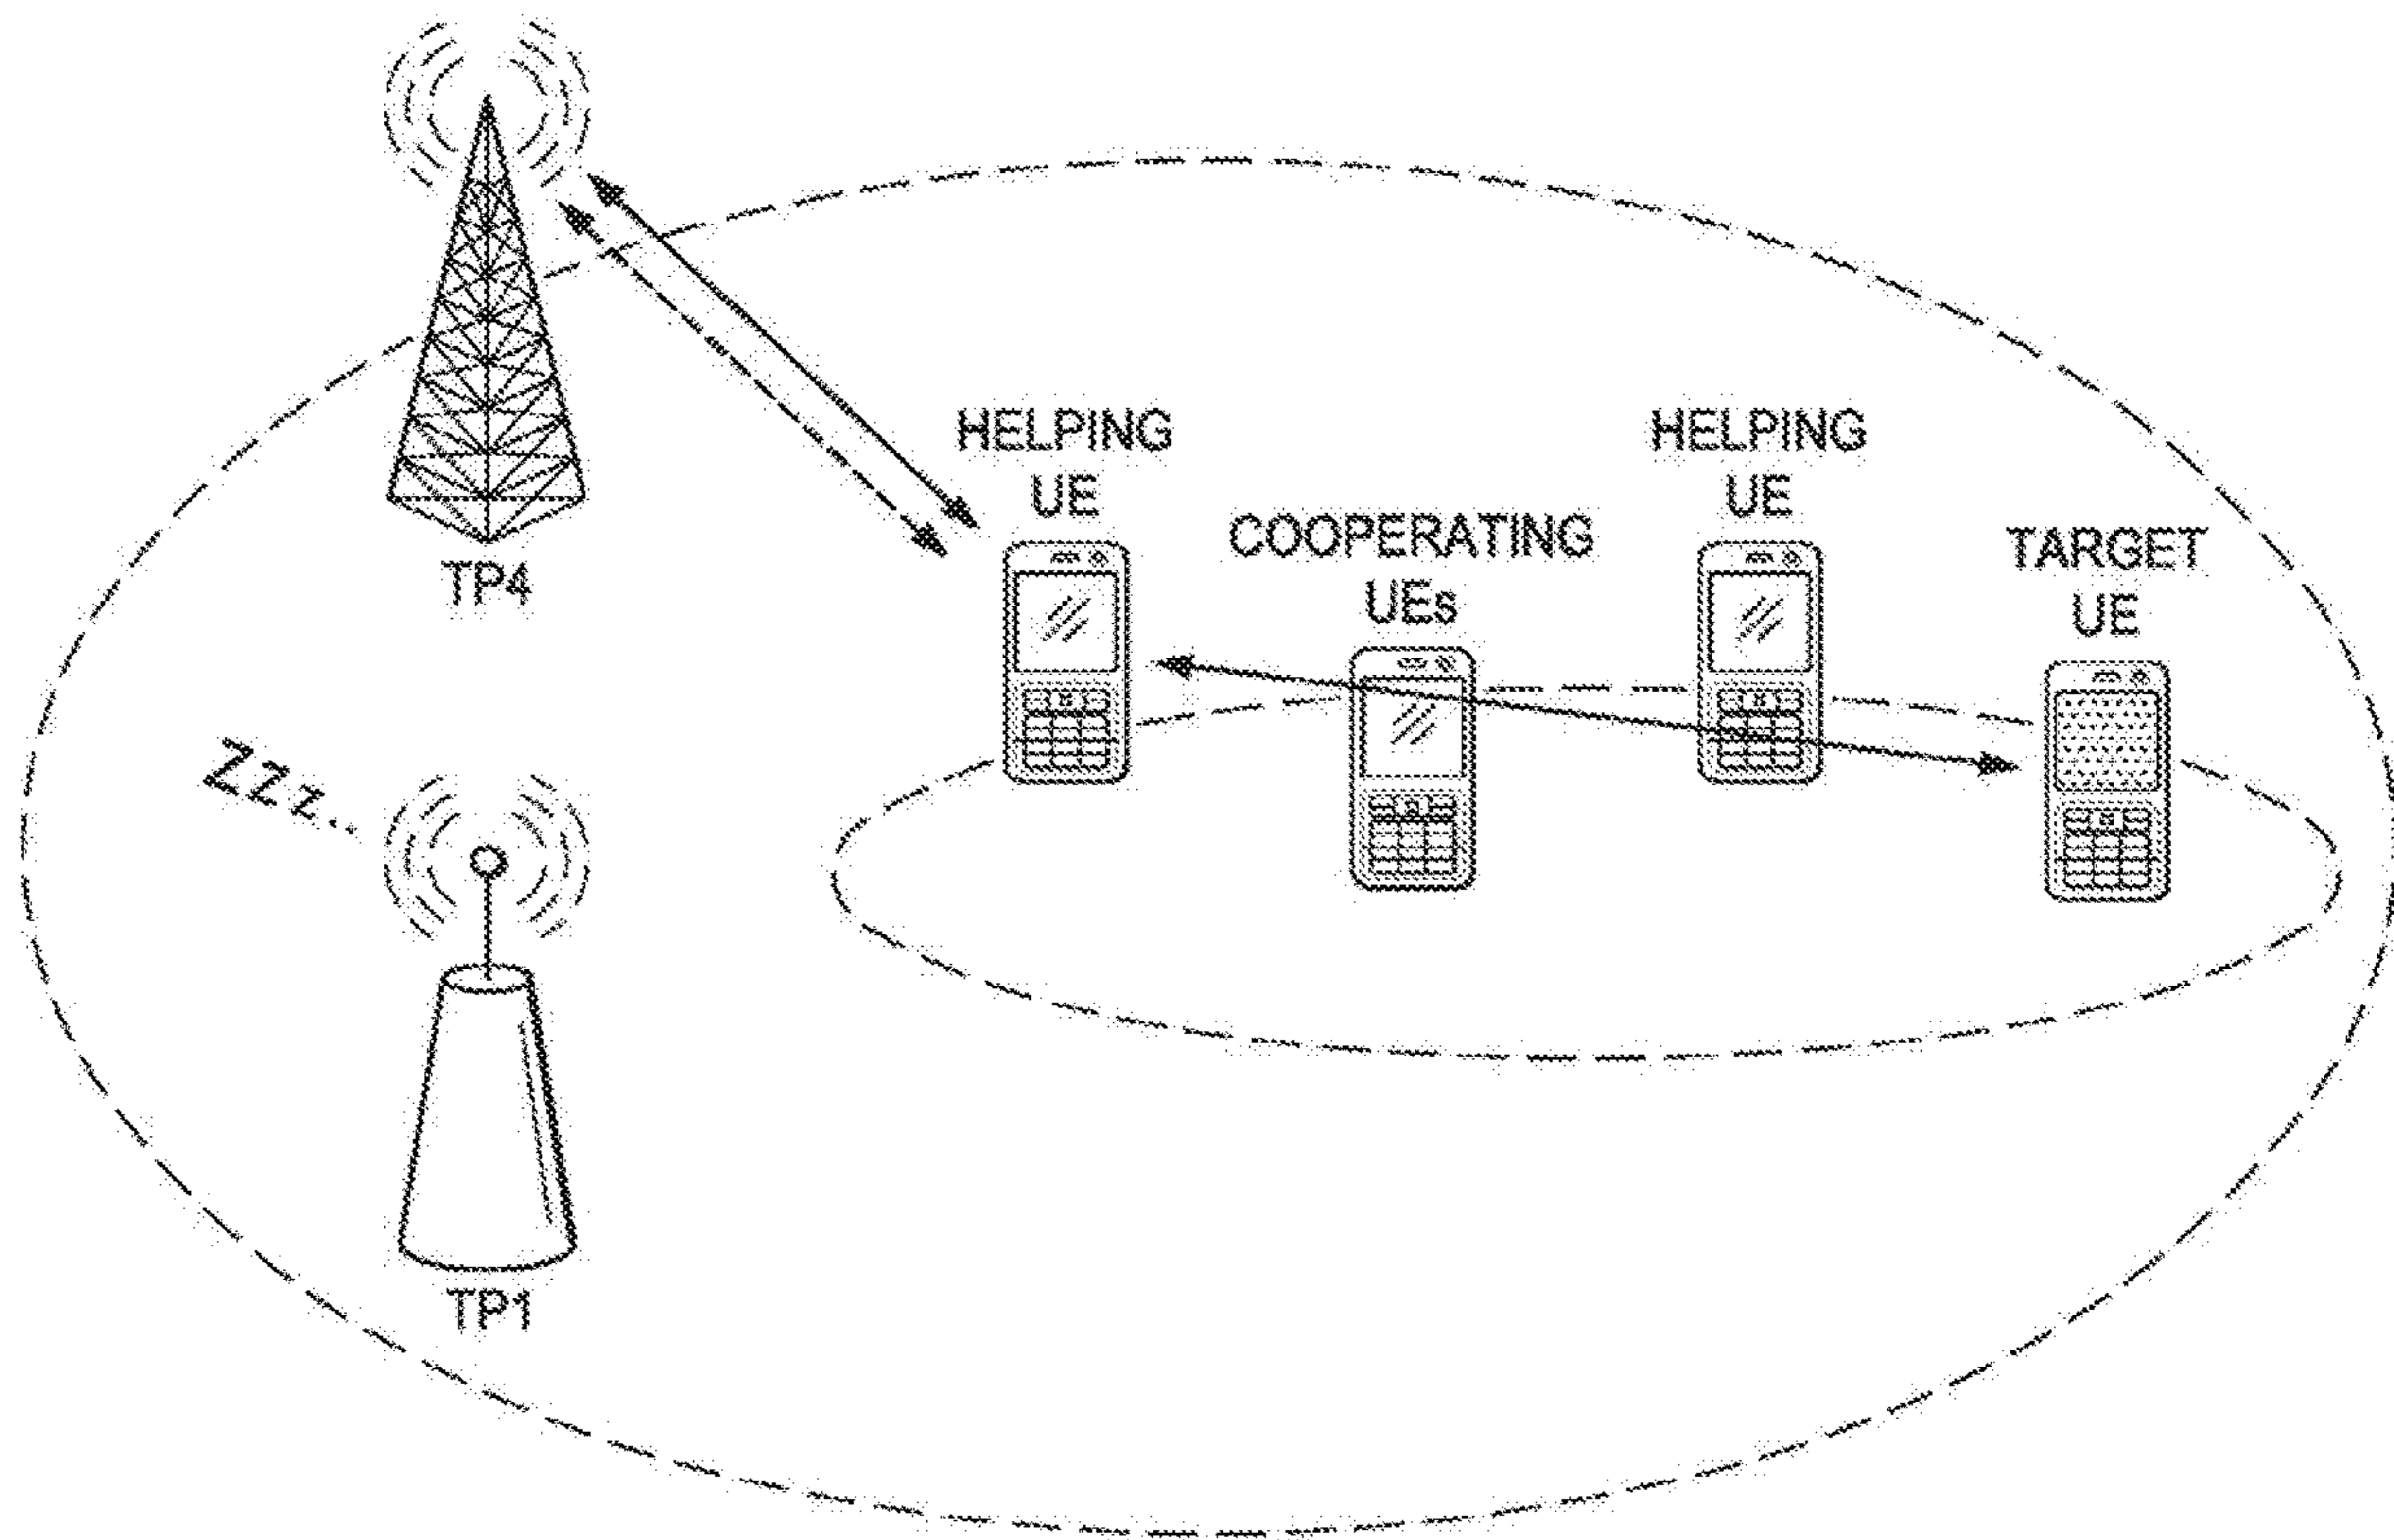 HELPING
UE
HELPING
UE
COOPERATING
UEs
TARGET
UE
TP4
ZZz..
TP1